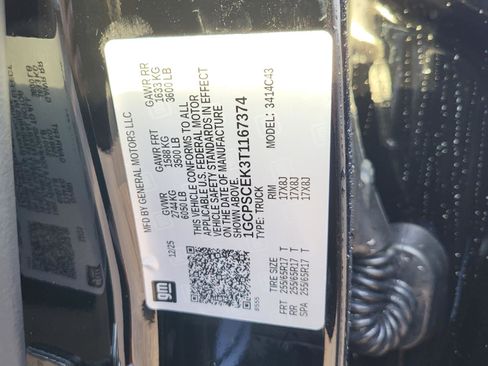 MFD BY GENERAL MOTORS LLC
GVWR GAWR FRT GAWR RR
2744 KG 1588 KG 1633 KG
6050 LB 3500 LB 3600 LB
THIS VEHICLE CONFORMS TO ALL
APPLICABLE U.S. FEDERAL MOTOR
VEHICLE SAFETY STANDARDS IN EFFECT
ON THE DATE OF MANUFACTURE
SHOWN ABOVE.
1GCPSCEK3T1167374
TYPE: TRUCK MODEL: 3414C43
12/25
gm
TIRE SIZE RIM
FRT 255/65R17 T 17X8J
RR 255/65R17 T 17X8J
SPA 255/65R17 T 17X8J